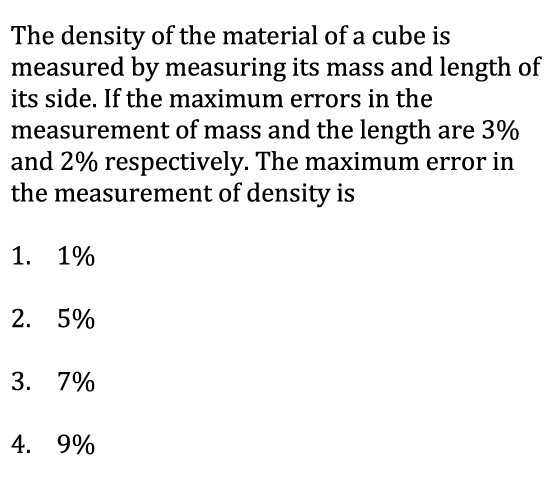 The density of the material of a cube is
measured by measuring its mass and length of
its side. If the maximum errors in the
measurement of mass and the length are 3%
and 2% respectively. The maximum error in
the measurement of density is
1. 1%
2. 5%
3. 7%
4. 9%